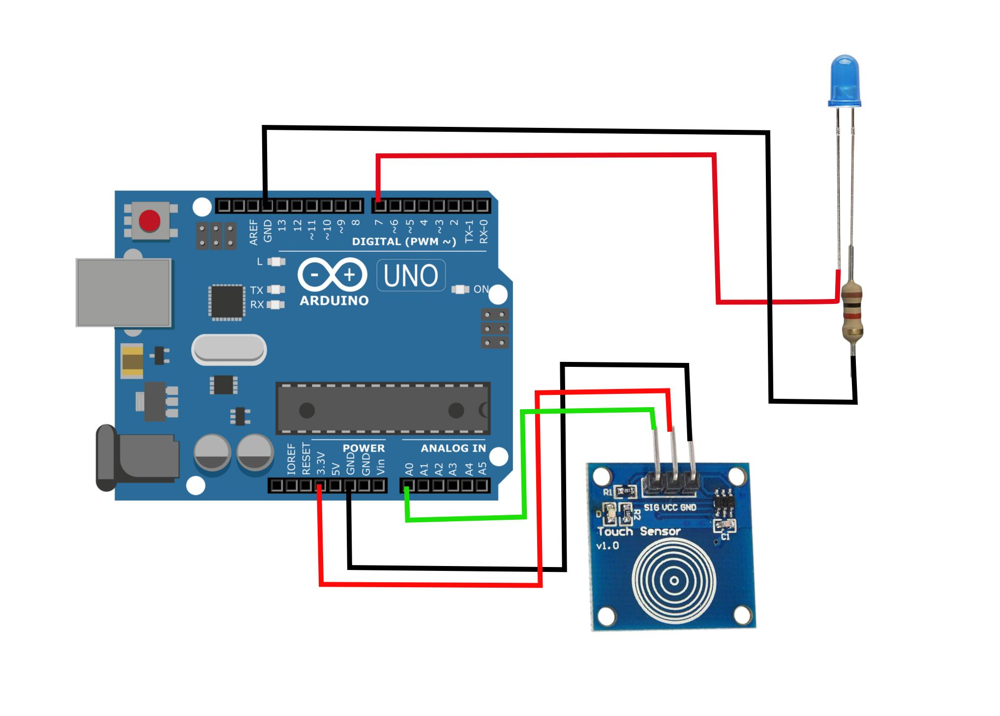 AREF
GND
13
12
~11
~10
~9
8
7
~6
~5
4
~3
2
TX-1
RX-0
DIGITAL (PWM ~)
L
TX
RX
ARDUINO
UNO
ON
POWER
ANALOG IN
IOREF
RESET
3.3V
5V
GND
GND
Vin
A0
A1
A2
A3
A4
A5
R1
201
SIG VCC GND
D
102
R2
Touch Sensor
C1
v1.0